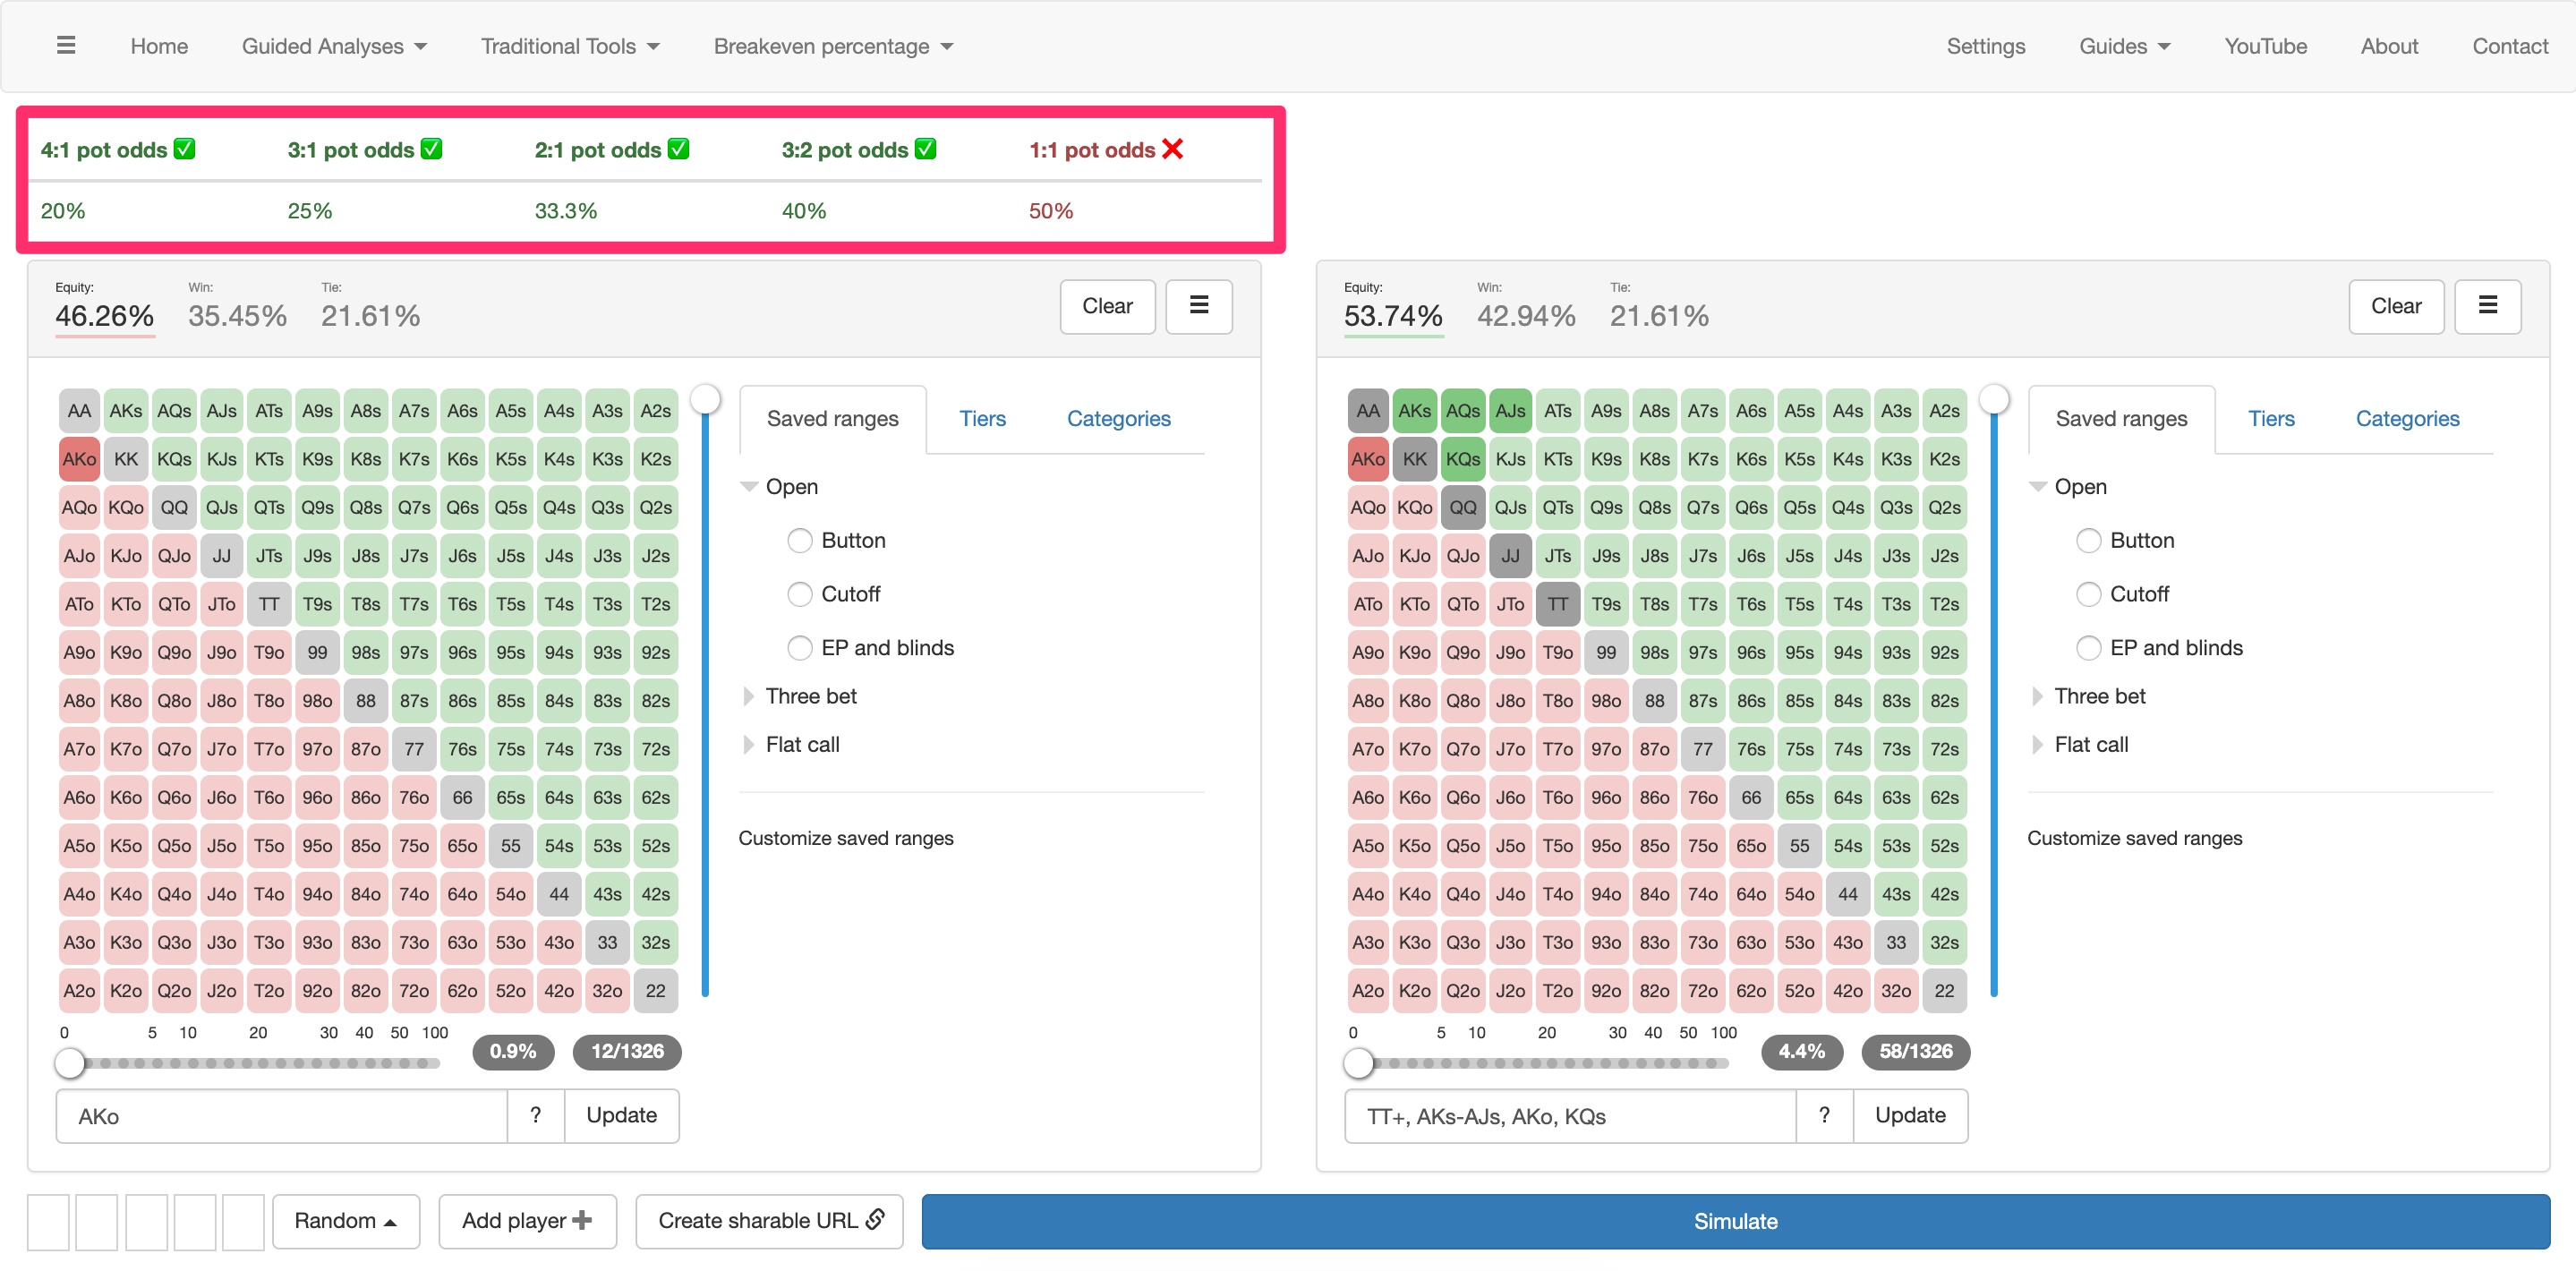 Home Guided Analyses Traditional Tools Breakeven percentage Settings Guides YouTube About Contact
4:1 pot odds 3:1 pot odds 2:1 pot odds 3:2 pot odds 1:1 pot odds
20% 25% 33.3% 40% 50%
Equity: Win: Tie:
46.26% 35.45% 21.61%
Clear
AA AKs AQs AJs ATs A9s A8s A7s A6s A5s A4s A3s A2s
AKo KK KQs KJs KTs K9s K8s K7s K6s K5s K4s K3s K2s
AQo KQo QQ QJs QTs Q9s Q8s Q7s Q6s Q5s Q4s Q3s Q2s
AJo KJo QJo JJ JTs J9s J8s J7s J6s J5s J4s J3s J2s
ATo KTo QTo JTo TT T9s T8s T7s T6s T5s T4s T3s T2s
A9o K9o Q9o J9o T9o 99 98s 97s 96s 95s 94s 93s 92s
A8o K8o Q8o J8o T8o 98o 88 87s 86s 85s 84s 83s 82s
A7o K7o Q7o J7o T7o 97o 87o 77 76s 75s 74s 73s 72s
A6o K6o Q6o J6o T6o 96o 86o 76o 66 65s 64s 63s 62s
A5o K5o Q5o J5o T5o 95o 85o 75o 65o 55 54s 53s 52s
A4o K4o Q4o J4o T4o 94o 84o 74o 64o 54o 44 43s 42s
A3o K3o Q3o J3o T3o 93o 83o 73o 63o 53o 43o 33 32s
A2o K2o Q2o J2o T2o 92o 82o 72o 62o 52o 42o 32o 22
0 5 10 20 30 40 50 100
0.9% 12/1326
AKo ? Update
Saved ranges Tiers Categories
Open
Button
Cutoff
EP and blinds
Three bet
Flat call
Customize saved ranges
Equity: Win: Tie:
53.74% 42.94% 21.61%
Clear
AA AKs AQs AJs ATs A9s A8s A7s A6s A5s A4s A3s A2s
AKo KK KQs KJs KTs K9s K8s K7s K6s K5s K4s K3s K2s
AQo KQo QQ QJs QTs Q9s Q8s Q7s Q6s Q5s Q4s Q3s Q2s
AJo KJo QJo JJ JTs J9s J8s J7s J6s J5s J4s J3s J2s
ATo KTo QTo JTo TT T9s T8s T7s T6s T5s T4s T3s T2s
A9o K9o Q9o J9o T9o 99 98s 97s 96s 95s 94s 93s 92s
A8o K8o Q8o J8o T8o 98o 88 87s 86s 85s 84s 83s 82s
A7o K7o Q7o J7o T7o 97o 87o 77 76s 75s 74s 73s 72s
A6o K6o Q6o J6o T6o 96o 86o 76o 66 65s 64s 63s 62s
A5o K5o Q5o J5o T5o 95o 85o 75o 65o 55 54s 53s 52s
A4o K4o Q4o J4o T4o 94o 84o 74o 64o 54o 44 43s 42s
A3o K3o Q3o J3o T3o 93o 83o 73o 63o 53o 43o 33 32s
A2o K2o Q2o J2o T2o 92o 82o 72o 62o 52o 42o 32o 22
0 5 10 20 30 40 50 100
4.4% 58/1326
TT+, AKs-AJs, AKo, KQs ? Update
Saved ranges Tiers Categories
Open
Button
Cutoff
EP and blinds
Three bet
Flat call
Customize saved ranges
Random Add player Create sharable URL Simulate